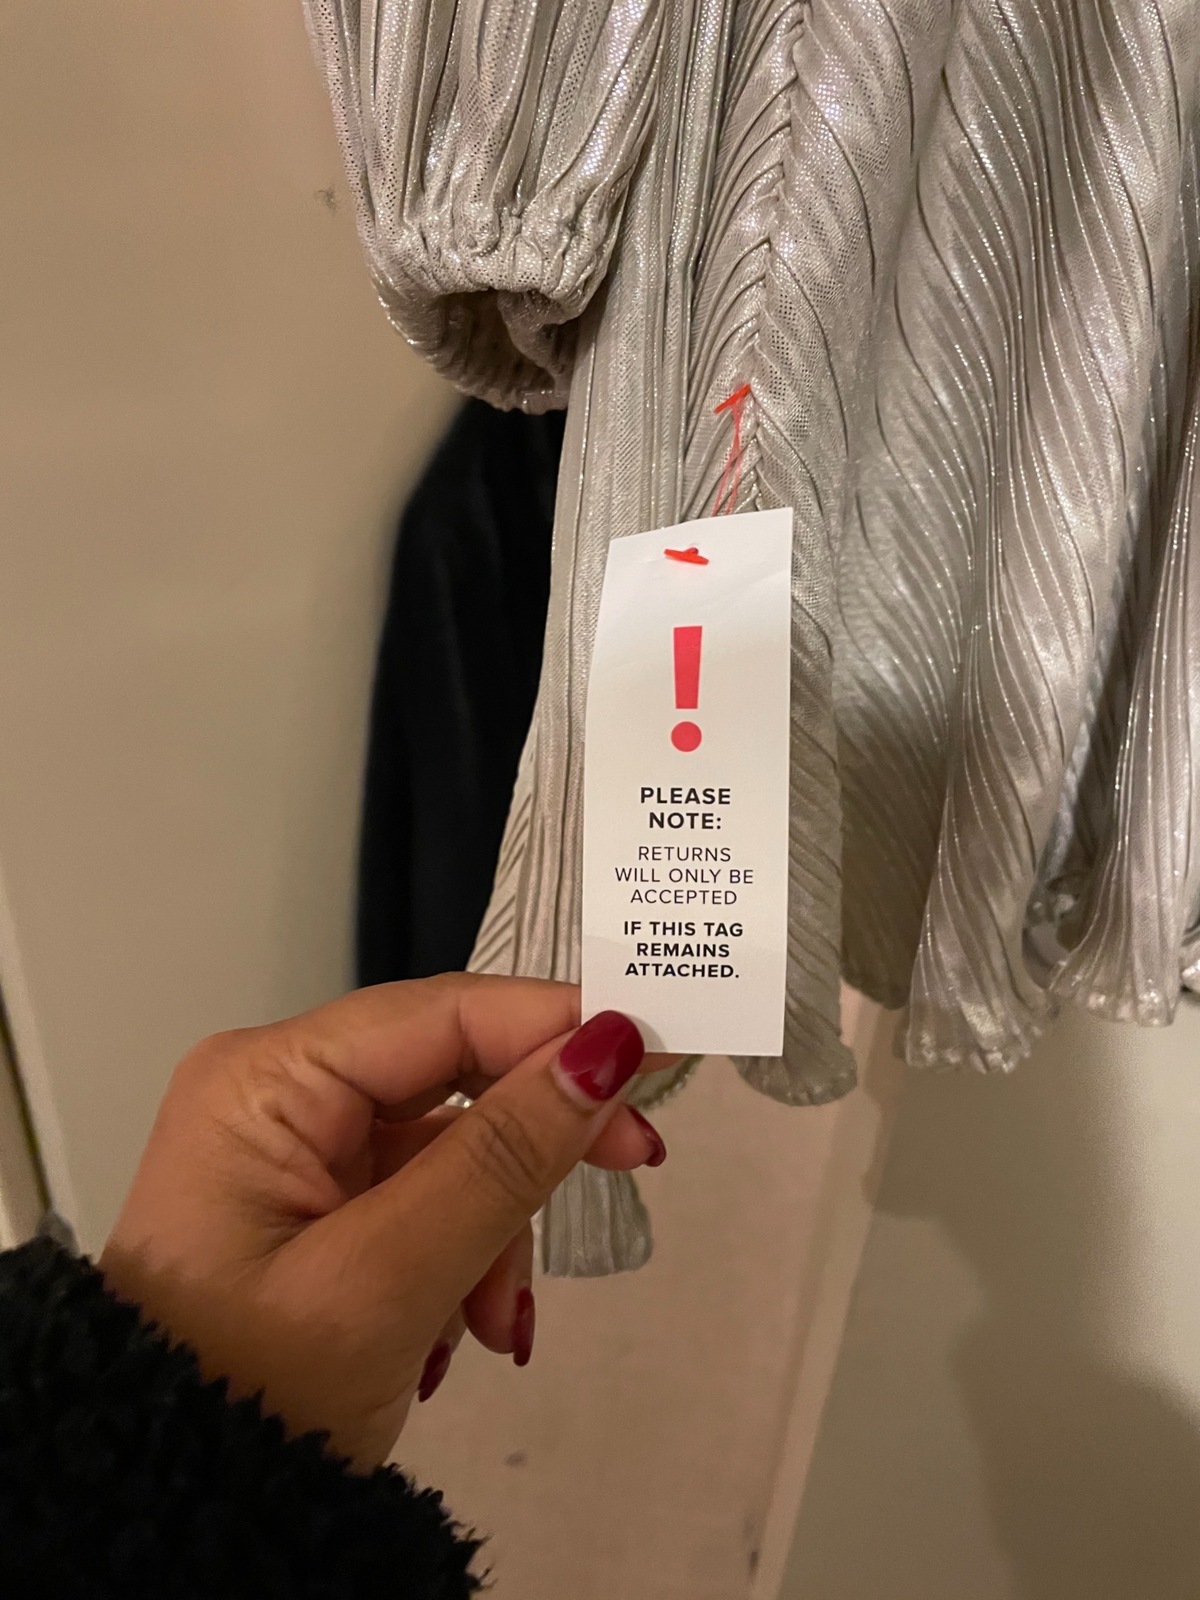 PLEASE
NOTE:
RETURNS
WILL ONLY BE
ACCEPTED
IF THIS TAG
REMAINS
ATTACHED.